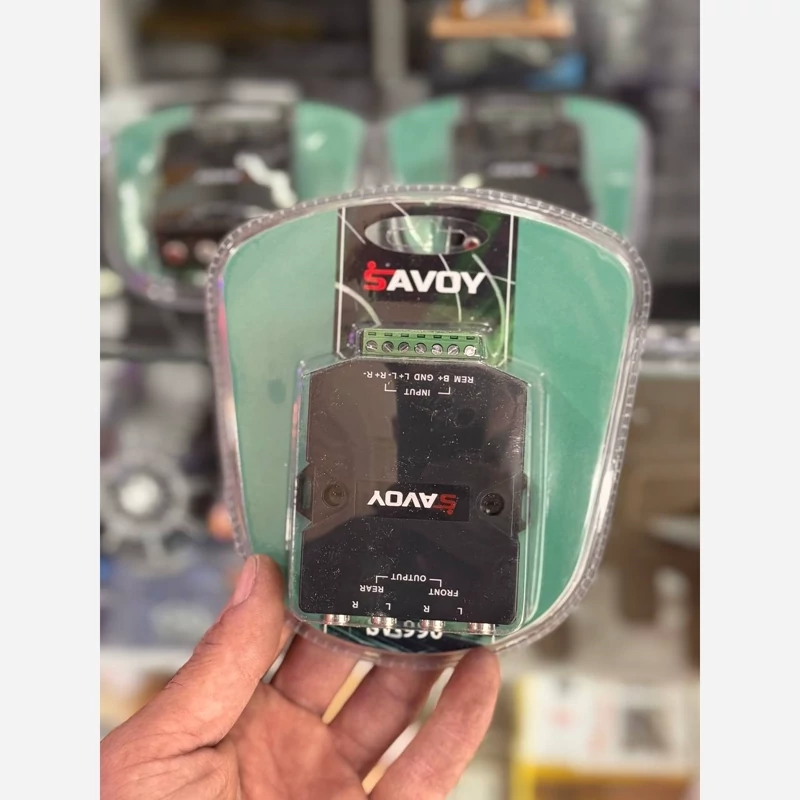 SAVOY
REM B+ GND L+ L- R+ R-
INPUT
SAVOY
OUTPUT
REAR FRONT
R L R L